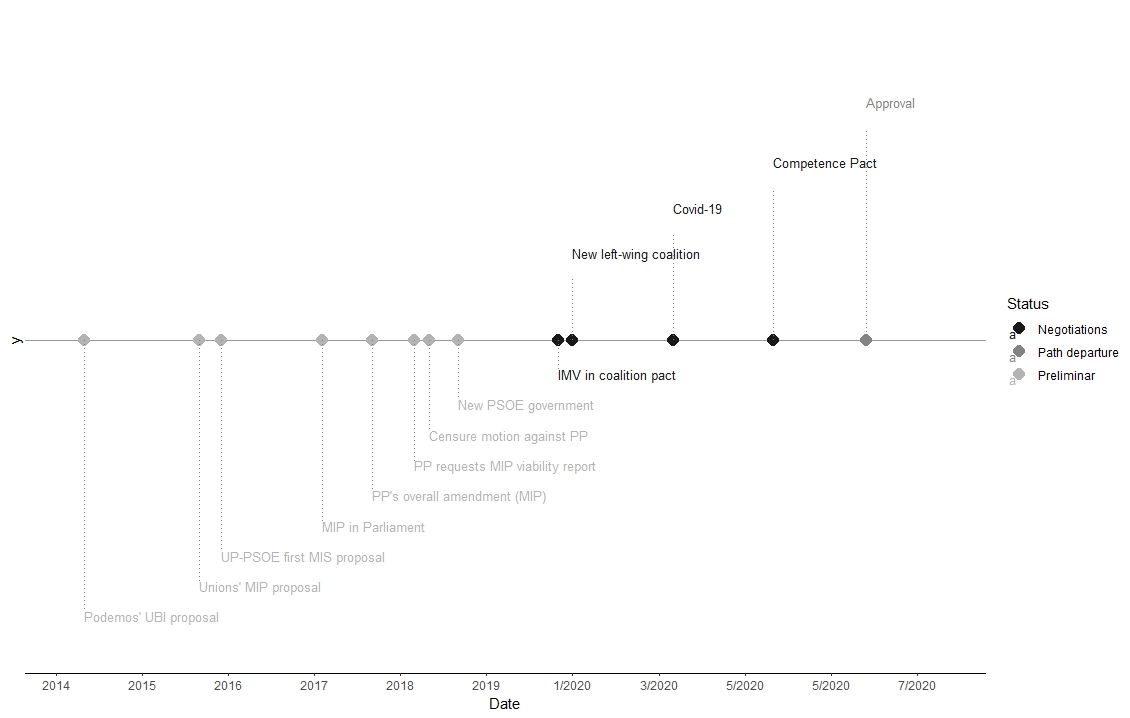 Approval
Competence Pact
Covid-19
New left-wing coalition
Status
Negotiations
Path departure
Preliminar
a
a
a
y
IMV in coalition pact
New PSOE government
Censure motion against PP
PP requests MIP viability report
PP's overall amendment (MIP)
MIP in Parliament
UP-PSOE first MIS proposal
Unions' MIP proposal
Podemos' UBI proposal
2014 2015 2016 2017 2018 2019 1/2020 3/2020 5/2020 5/2020 7/2020
Date